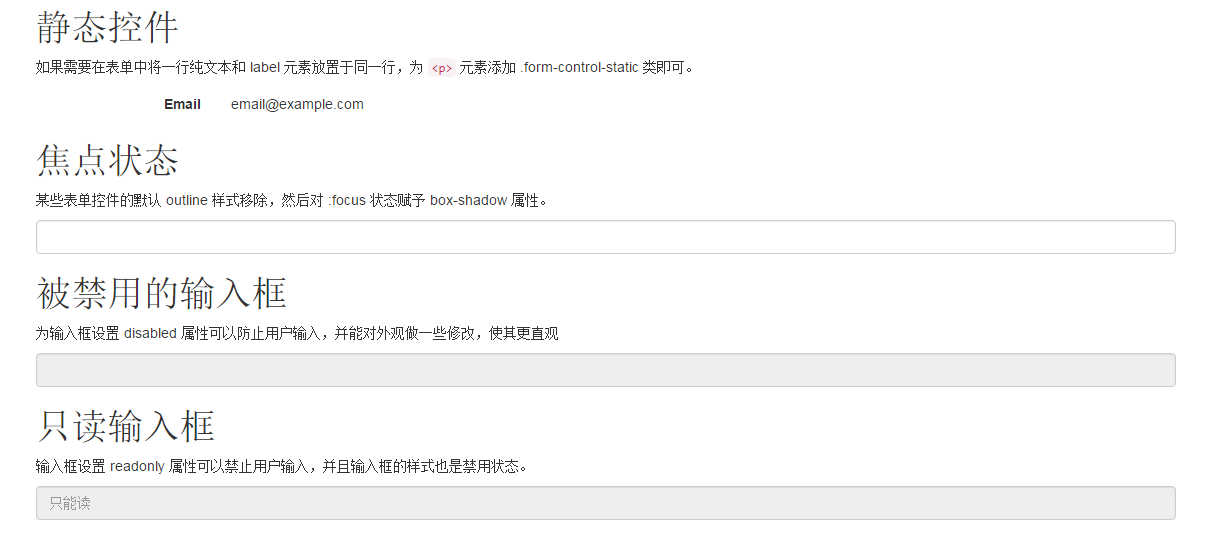 静态控件
如果需要在表单中将一行纯文本和 label 元素放置于同一行，为 <p> 元素添加 .form-control-static 类即可。
Email email@example.com
焦点状态
某些表单控件的默认 outline 样式移除，然后对 :focus 状态赋予 box-shadow 属性。
被禁用的输入框
为输入框设置 disabled 属性可以防止用户输入，并能对外观做一些修改，使其更直观
只读输入框
输入框设置 readonly 属性可以禁止用户输入，并且输入框的样式也是禁用状态。
只能读